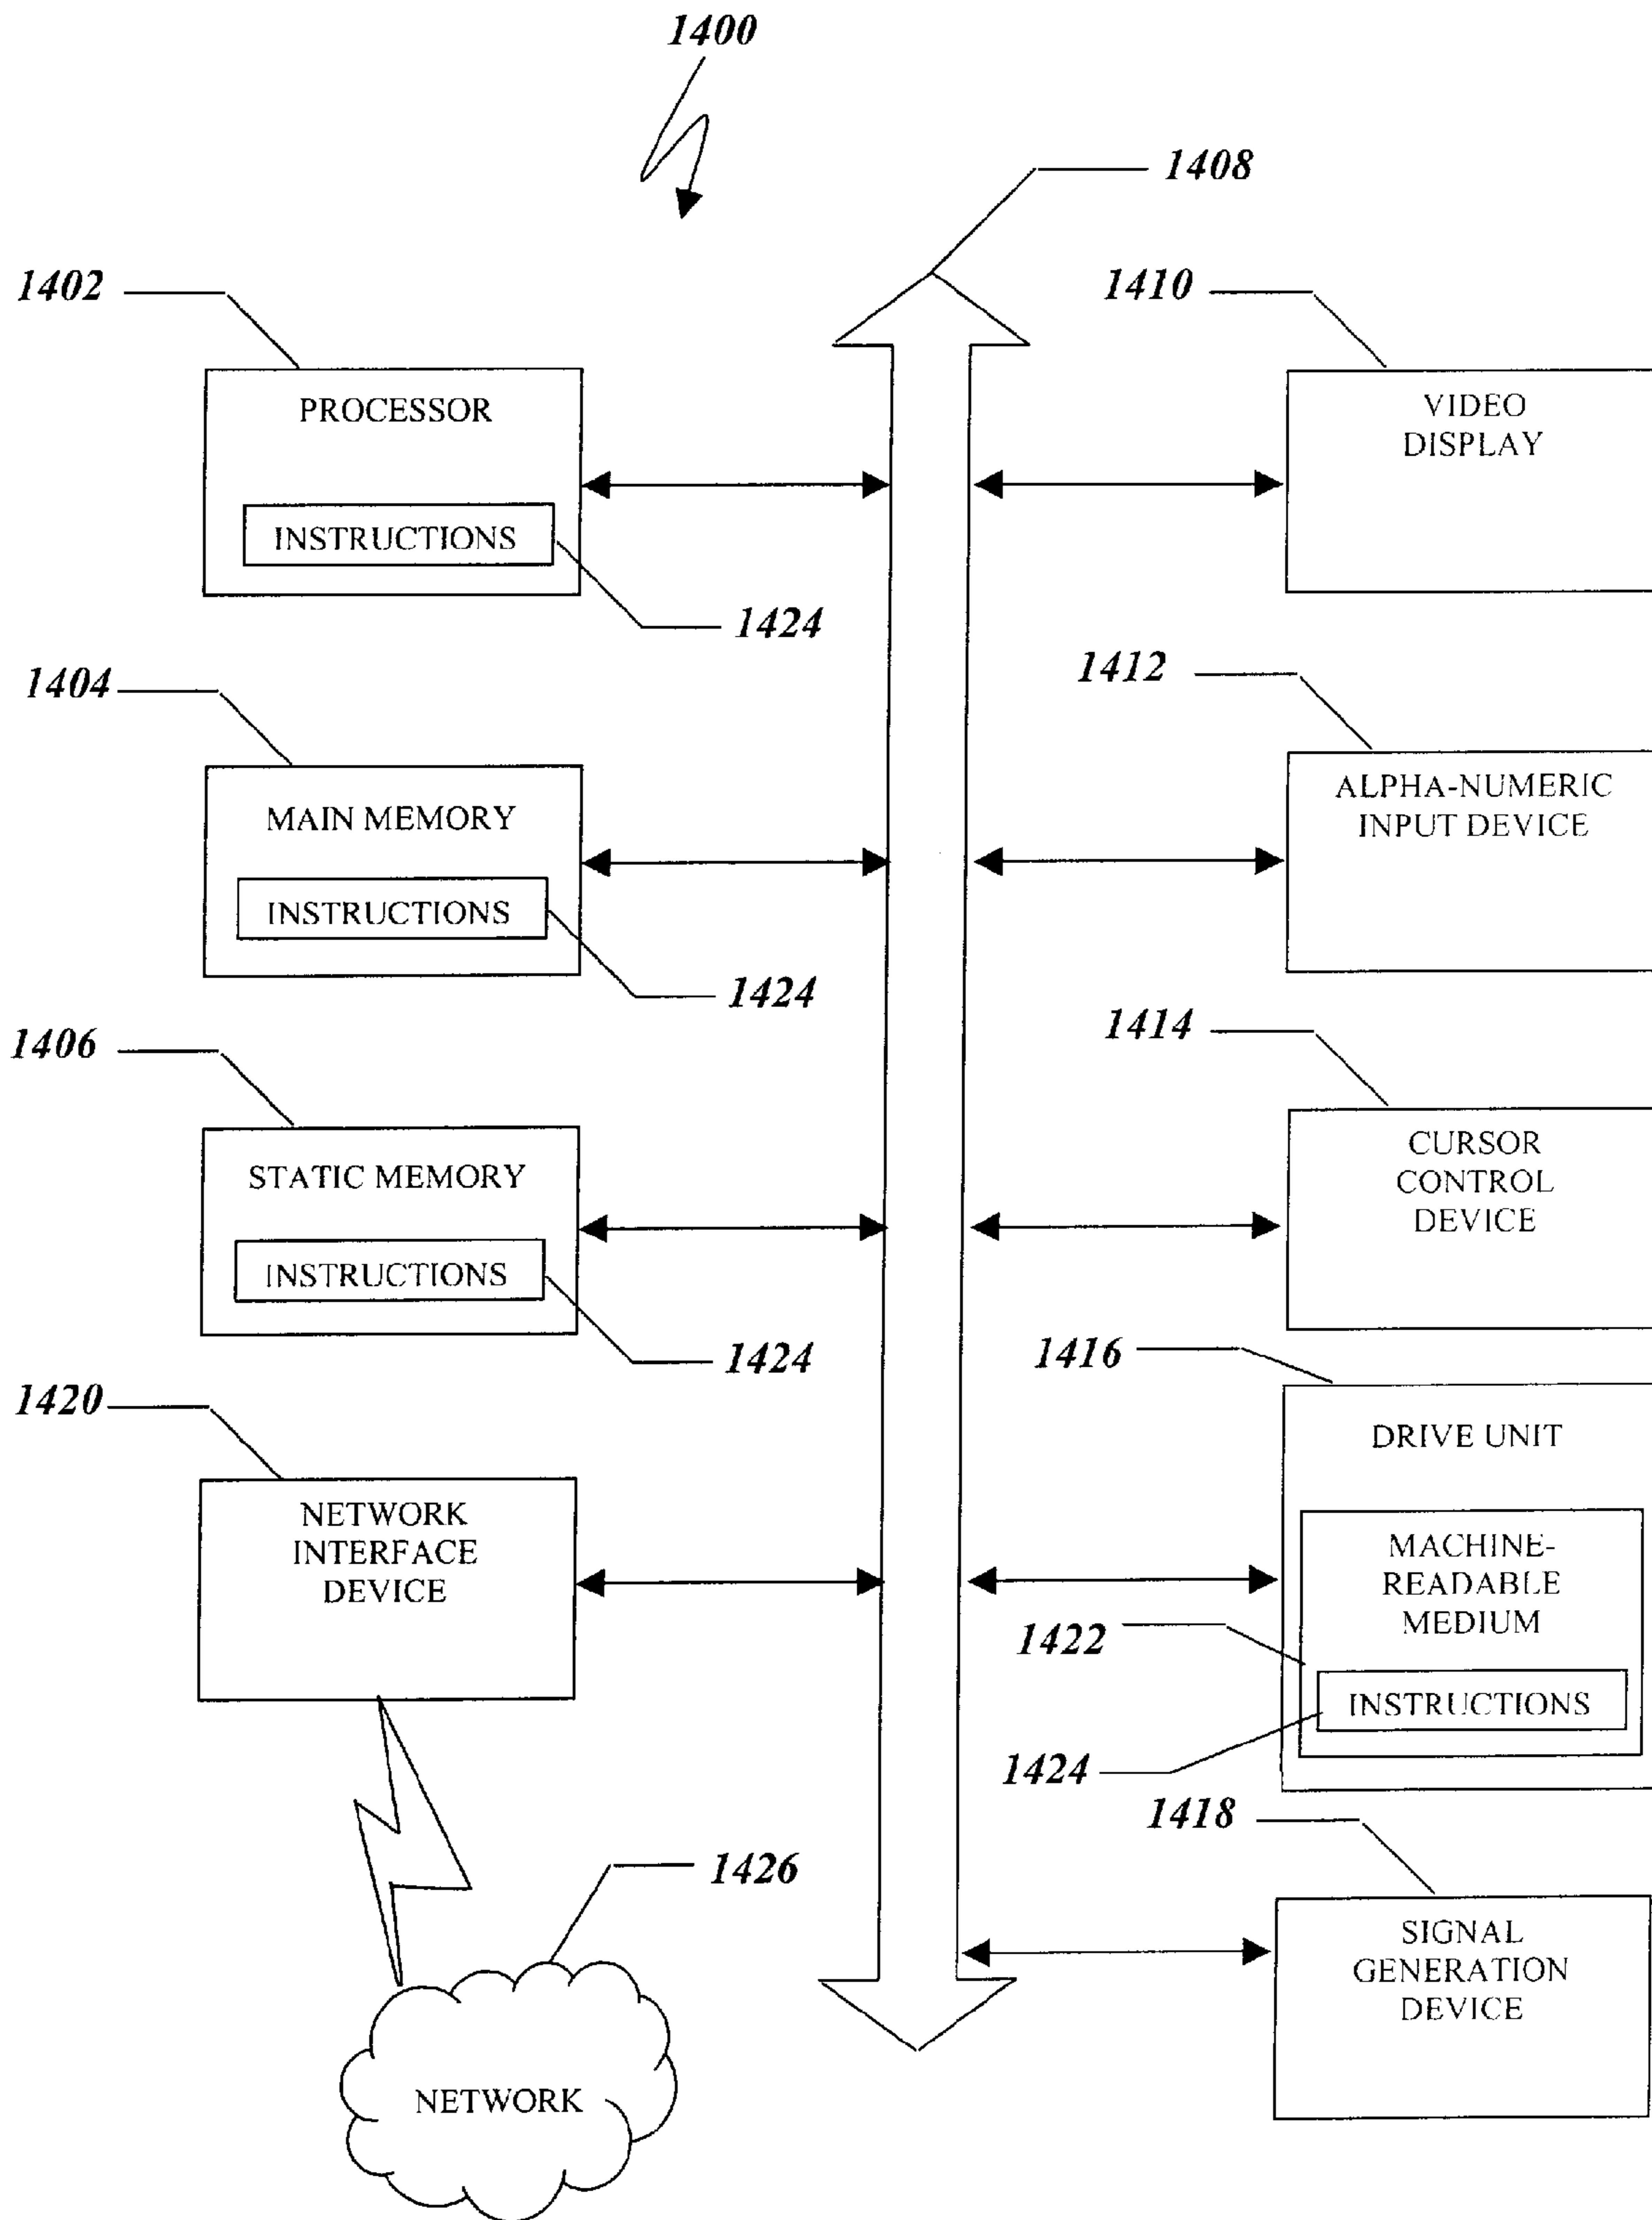 1400
1408
1402
PROCESSOR
INSTRUCTIONS
1424
1410
VIDEO
DISPLAY
1404
MAIN MEMORY
INSTRUCTIONS
1424
1412
ALPHA-NUMERIC
INPUT DEVICE
1406
STATIC MEMORY
INSTRUCTIONS
1424
1414
CURSOR
CONTROL
DEVICE
1420
NETWORK
INTERFACE
DEVICE
1416
DRIVE UNIT
MACHINE-
READABLE
MEDIUM
1422
INSTRUCTIONS
1424
1426
NETWORK
1418
SIGNAL
GENERATION
DEVICE